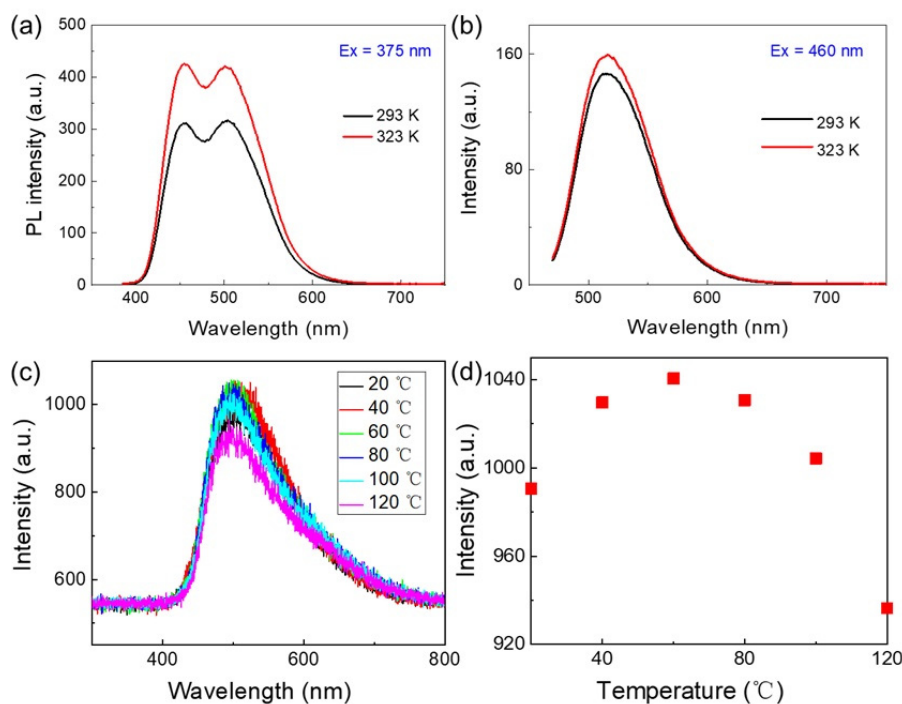 (a)
500
400
300
200
100
0
PL intensity (a.u.)
Ex = 375 nm
293 K
323 K
400
500
600
700
Wavelength (nm)
(b)
160
80
0
Intensity (a.u.)
Ex = 460 nm
293 K
323 K
500
600
700
Wavelength (nm)
(c)
1000
800
600
Intensity (a.u.)
20 ℃
40 ℃
60 ℃
80 ℃
100 ℃
120 ℃
400
600
800
Wavelength (nm)
(d)
1040
1000
960
920
Intensity (a.u.)
40
80
120
Temperature (℃)